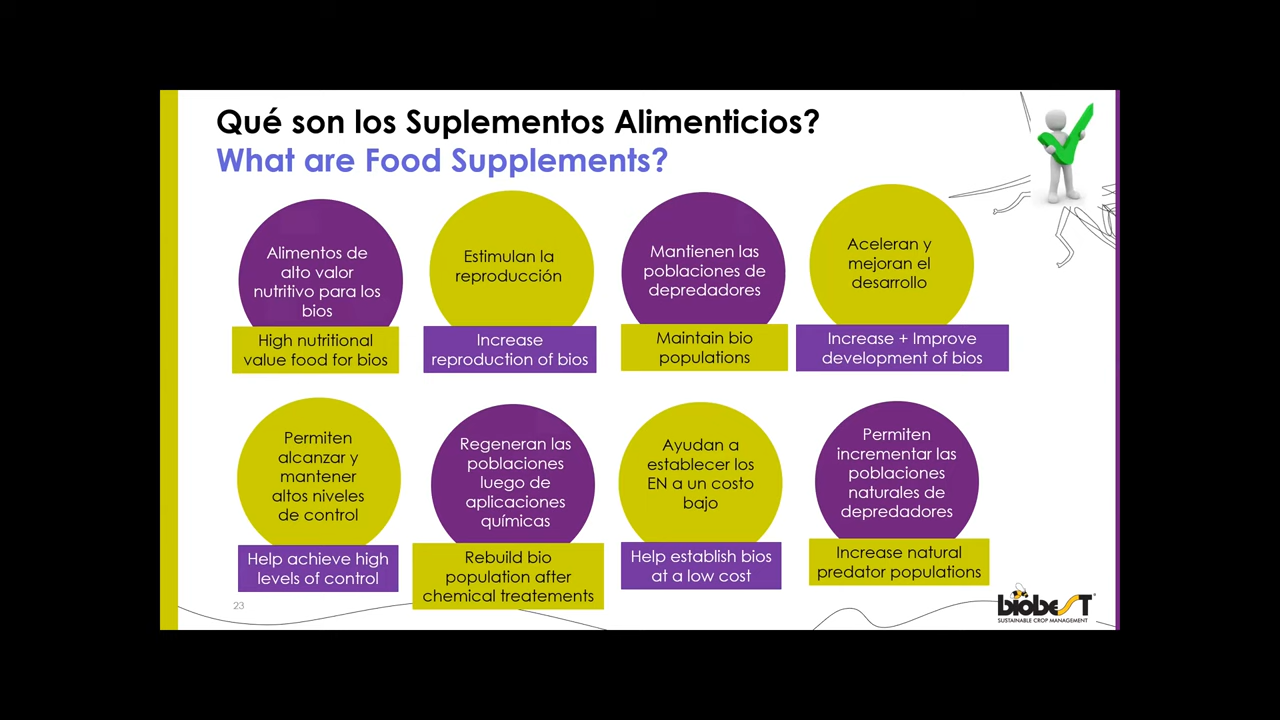 Qué son los Suplementos Alimenticios?
What are Food Supplements?
Alimentos de
alto valor
nutritivo para los
bios
High nutritional
value food for bios
Estimulan la
reproducción
Increase
reproduction of bios
Mantienen las
poblaciones de
depredadores
Maintain bio
populations
Aceleran y
mejoran el
desarrollo
Increase + Improve
development of bios
Permiten
alcanzar y
mantener
altos niveles
de control
Help achieve high
levels of control
Regeneran las
poblaciones
luego de
aplicaciones
químicas
Rebuild bio
population after
chemical treatements
Ayudan a
establecer los
EN a un costo
bajo
Help establish bios
at a low cost
Permiten
incrementar las
poblaciones
naturales de
depredadores
Increase natural
predator populations
23
biobesT
SUSTAINABLE CROP MANAGEMENT